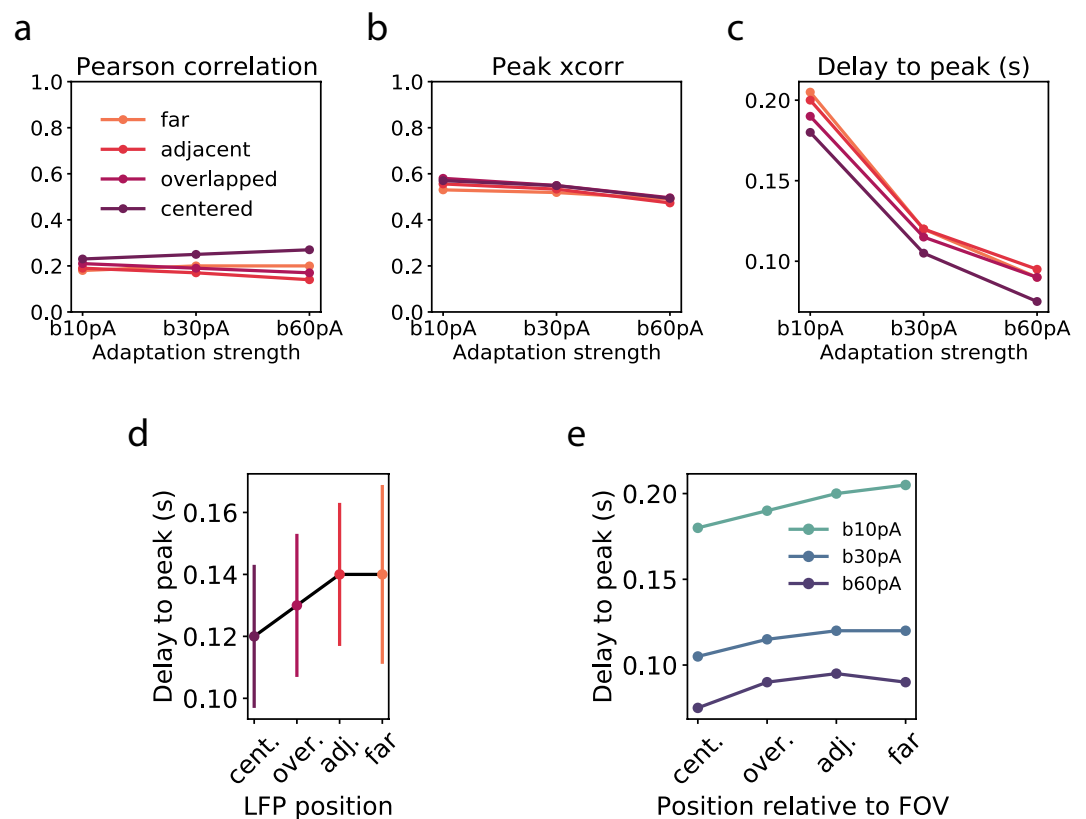 a
b
c
Pearson correlation
Peak xcorr
Delay to peak (s)
1.0
0.8
0.6
0.4
0.2
0.0
far
adjacent
overlapped
centered
b10pA
b30pA
b60pA
Adaptation strength
1.0
0.8
0.6
0.4
0.2
0.0
b10pA
b30pA
b60pA
Adaptation strength
0.20
0.15
0.10
b10pA
b30pA
b60pA
Adaptation strength
d
e
Delay to peak (s)
0.16
0.14
0.12
0.10
cent.
over.
adj.
far
LFP position
Delay to peak (s)
0.20
0.15
0.10
b10pA
b30pA
b60pA
cent.
over.
adj.
far
Position relative to FOV